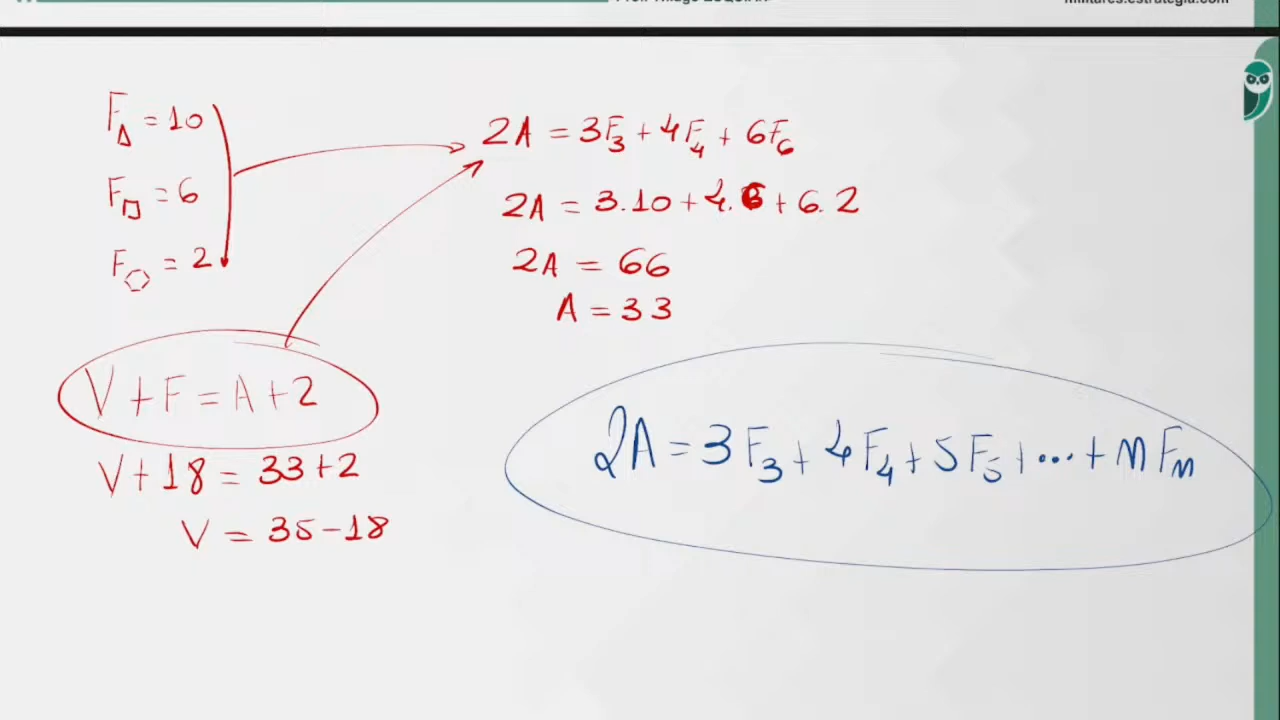 F△ = 10
F□ = 6
F⬡ = 2
V + F = A + 2
V + 18 = 33 + 2
V = 35 - 18
2A = 3F₃ + 4F₄ + 6F₆
2A = 3.10 + 4.6 + 6.2
2A = 66
A = 33
2A = 3F₃ + 4F₄ + 5F₅ + ... + nFₙ